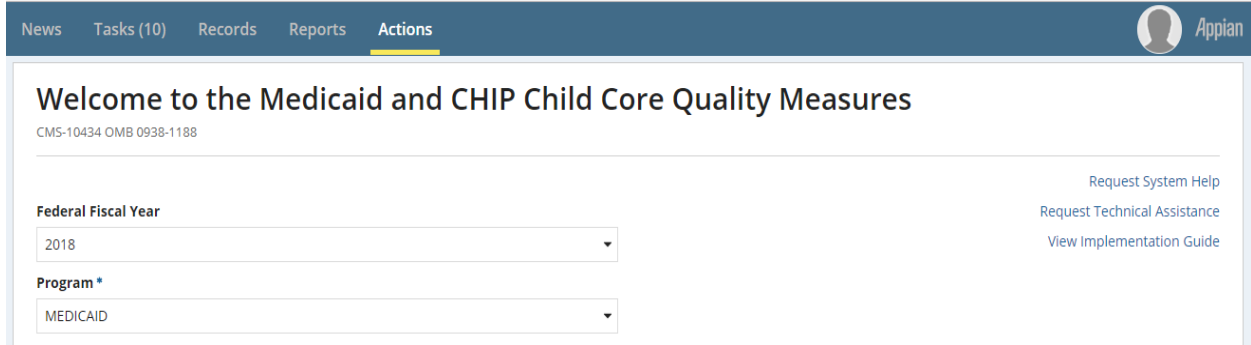 News Tasks (10) Records Reports Actions Appian
Welcome to the Medicaid and CHIP Child Core Quality Measures
CMS-10434 OMB 0938-1188
Request System Help
Federal Fiscal Year Request Technical Assistance
2018 View Implementation Guide
Program *
MEDICAID